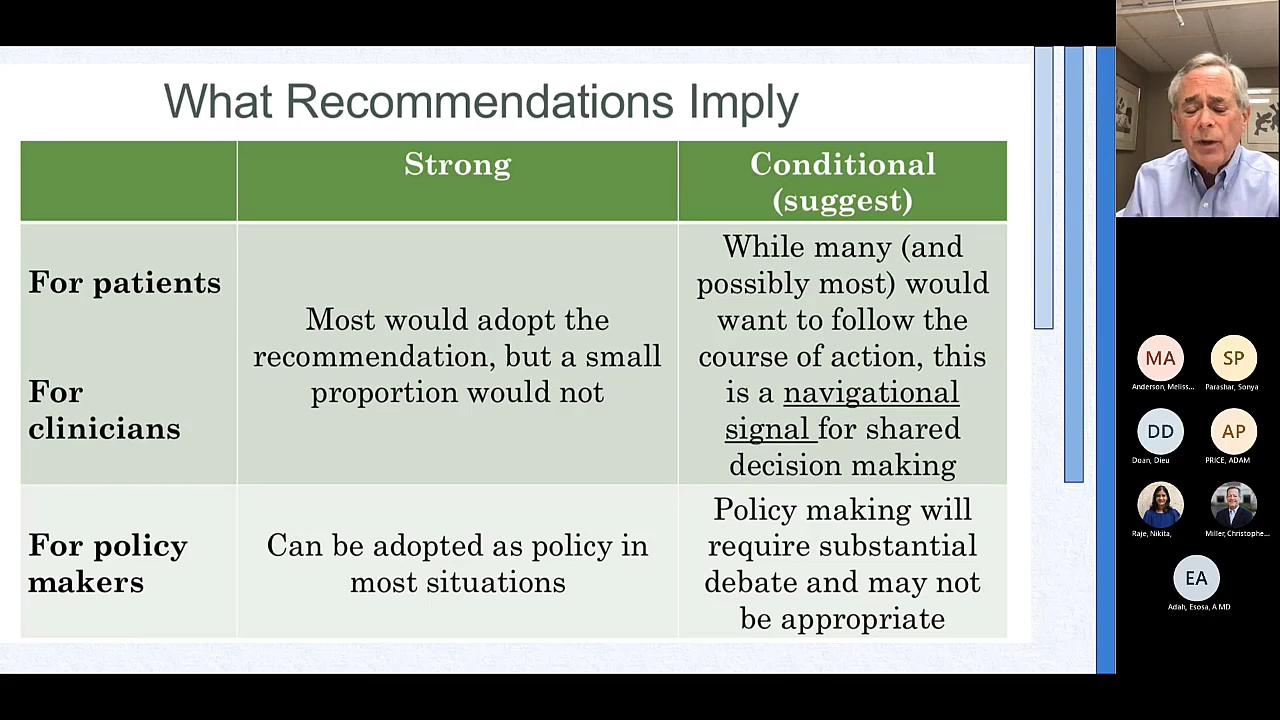 What Recommendations Imply
Strong
Conditional
(suggest)
For patients
For
clinicians
Most would adopt the
recommendation, but a small
proportion would not
While many (and
possibly most) would
want to follow the
course of action, this
is a navigational
signal for shared
decision making
For policy
makers
Can be adopted as policy in
most situations
Policy making will
require substantial
debate and may not
be appropriate
MA
Anderson, Meliss...
SP
Parashar, Sonya
DD
Doan, Dieu
AP
PRICE, ADAM
Raje, Nikita,
Miller, Christophe...
EA
Adah, Esosa, A MD